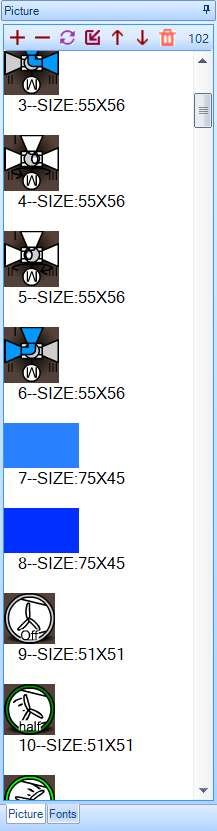 Picture
102
3--SIZE:55X56
M
4--SIZE:55X56
M
5--SIZE:55X56
M
6--SIZE:55X56
7--SIZE:75X45
8--SIZE:75X45
Off
9--SIZE:51X51
half
10--SIZE:51X51
Picture Fonts